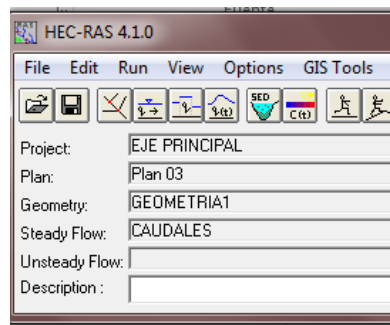 HEC-RAS 4.1.0
File Edit Run View Options GIS Tools
SED C(t)
Project: EJE PRINCIPAL
Plan: Plan 03
Geometry: GEOMETRIA1
Steady Flow: CAUDALES
Unsteady Flow:
Description :